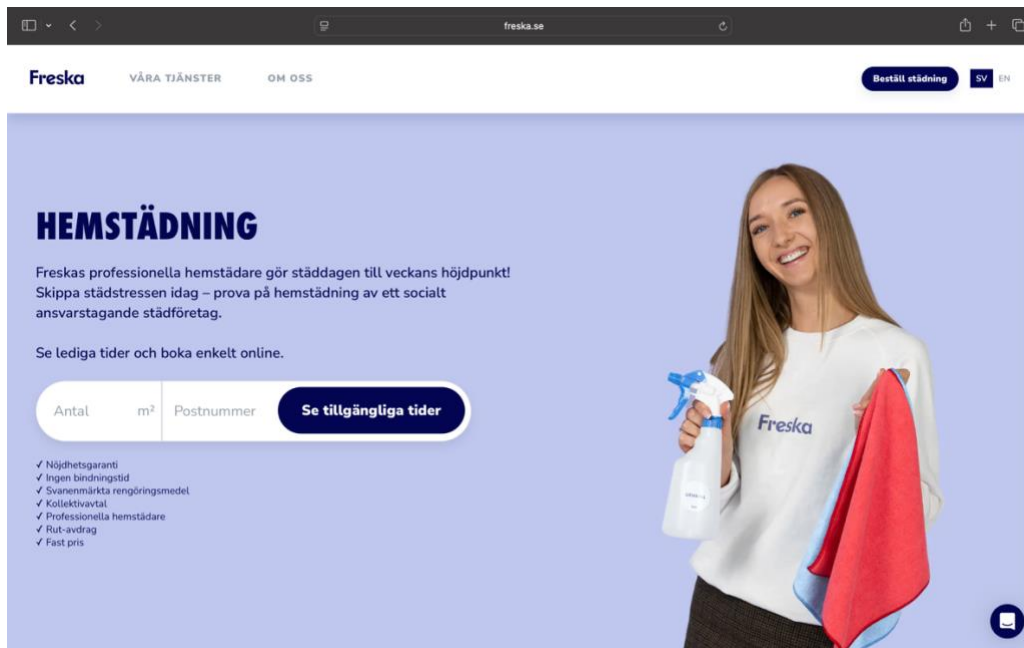 freska.se
Freska
VÅRA TJÄNSTER
OM OSS
Beställ städning
SV
EN
HEMSTÄDNING
Freskas professionella hemstädare gör städdagen till veckans höjdpunkt!
Skippa städstressen idag – prova på hemstädning av ett socialt
ansvarstagande städföretag.
Se lediga tider och boka enkelt online.
Antal
m²
Postnummer
Se tillgängliga tider
✓ Nöjdhetsgaranti
✓ Ingen bindningstid
✓ Svanenmärkta rengöringsmedel
✓ Kollektivavtal
✓ Professionella hemstädare
✓ Rut-avdrag
✓ Fast pris
Freska